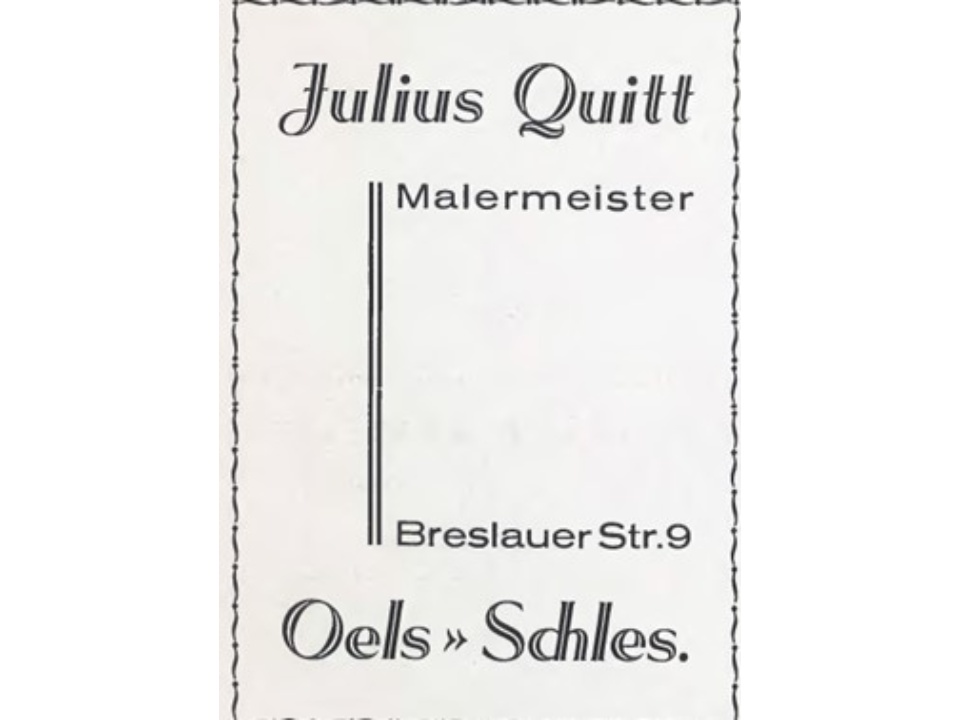 Julius Quitt
Malermeister
Breslauer Str. 9
Oels » Schles.